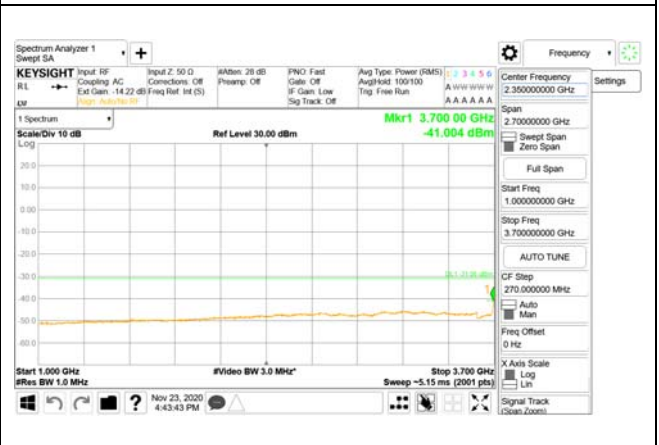 Spectrum Analyzer 1
Swept SA
+
Frequency
KEYSIGHT
Input: RF
Coupling: AC
Ext Gain: -14.22 dB
Align: Auto/No RF
Input Z: 50 Ω
Corrections: Off
Freq Ref: Int (S)
#Atten: 28 dB
Preamp: Off
PNO: Fast
Gate: Off
IF Gain: Low
Sig Track: Off
Avg Type: Power (RMS)
Avg|Hold: 100/100
Trig: Free Run
1 2 3 4 5 6
A W W W W W
A A A A A A
R L
LW
1 Spectrum
Scale/Div 10 dB
Log
Ref Level 30.00 dBm
Mkr1 3.700 00 GHz
-41.004 dBm
20.0
10.0
0.00
-10.0
-20.0
-30.0
-40.0
-50.0
-60.0
1
Start 1.000 GHz
#Res BW 1.0 MHz
#Video BW 3.0 MHz*
Stop 3.700 GHz
Sweep ~5.15 ms (2001 pts)
Nov 23, 2020
4:43:43 PM
?
Center Frequency
2.350000000 GHz
Settings
Span
2.70000000 GHz
Swept Span
Zero Span
Full Span
Start Freq
1.000000000 GHz
Stop Freq
3.700000000 GHz
AUTO TUNE
CF Step
270.000000 MHz
Auto
Man
Freq Offset
0 Hz
X Axis Scale
Log
Lin
Signal Track
(Span Zoom)